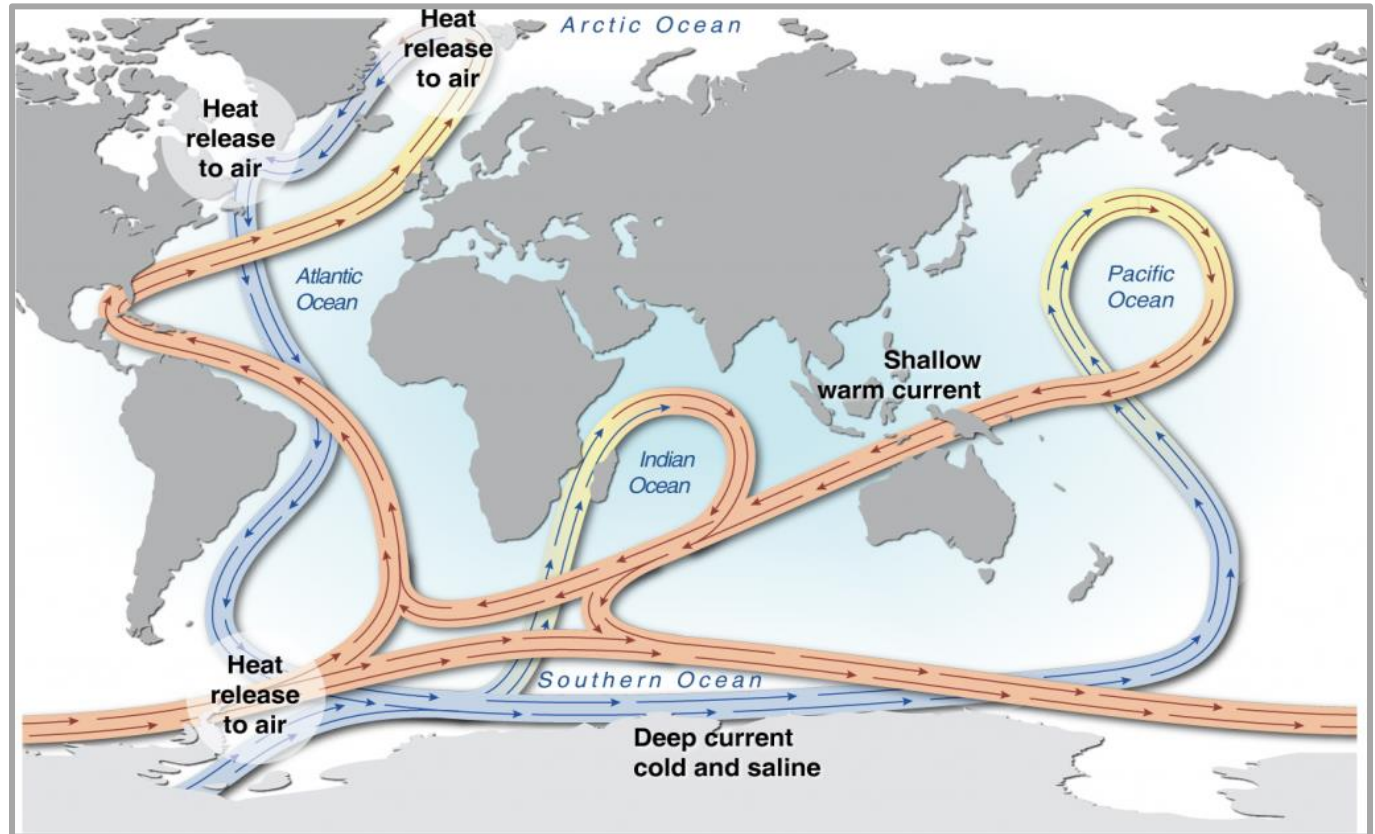 Heat
release
to air
Arctic Ocean
Heat
release
to air
Atlantic
Ocean
Pacific
Ocean
Shallow
warm current
Indian
Ocean
Heat
release
to air
Southern Ocean
Deep current
cold and saline